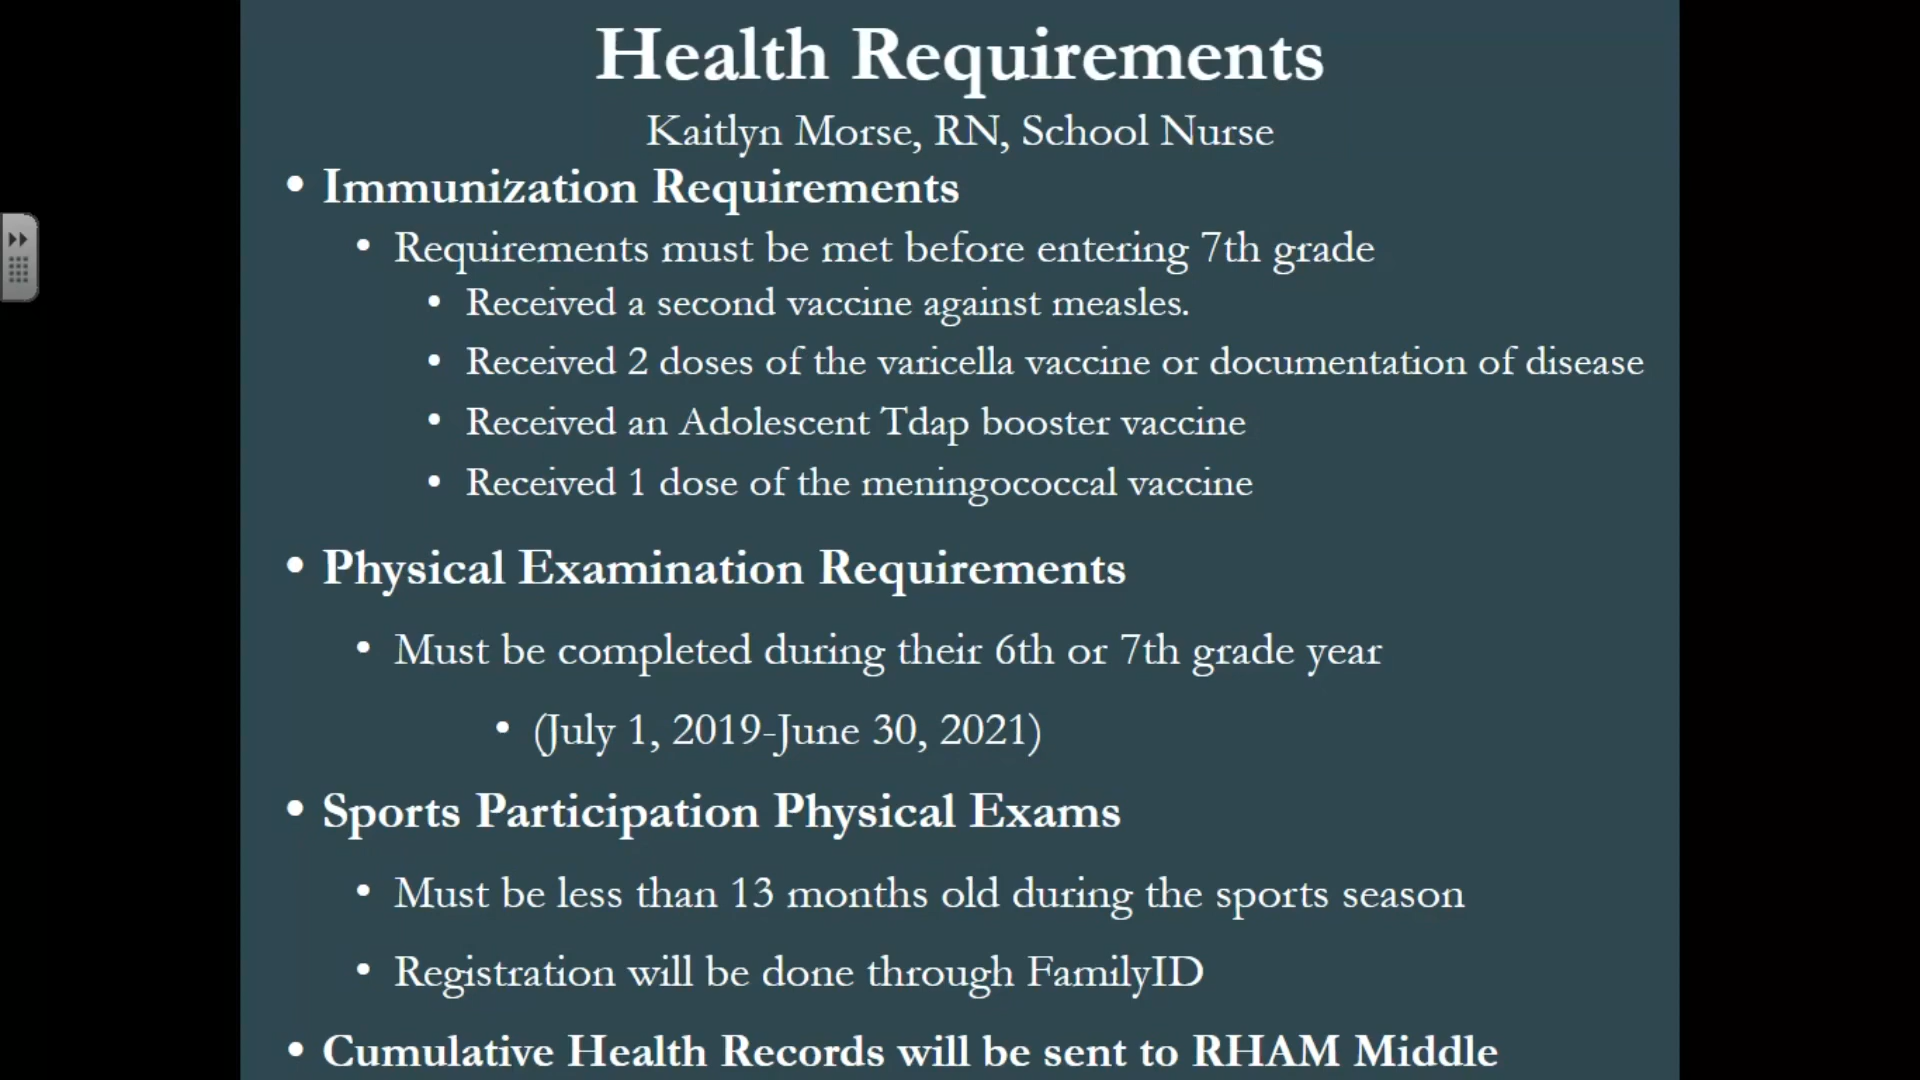 Health Requirements
Kaitlyn Morse, RN, School Nurse
• Immunization Requirements
• Requirements must be met before entering 7th grade
• Received a second vaccine against measles.
• Received 2 doses of the varicella vaccine or documentation of disease
• Received an Adolescent Tdap booster vaccine
• Received 1 dose of the meningococcal vaccine
• Physical Examination Requirements
• Must be completed during their 6th or 7th grade year
• (July 1, 2019-June 30, 2021)
• Sports Participation Physical Exams
• Must be less than 13 months old during the sports season
• Registration will be done through FamilyID
• Cumulative Health Records will be sent to RHAM Middle